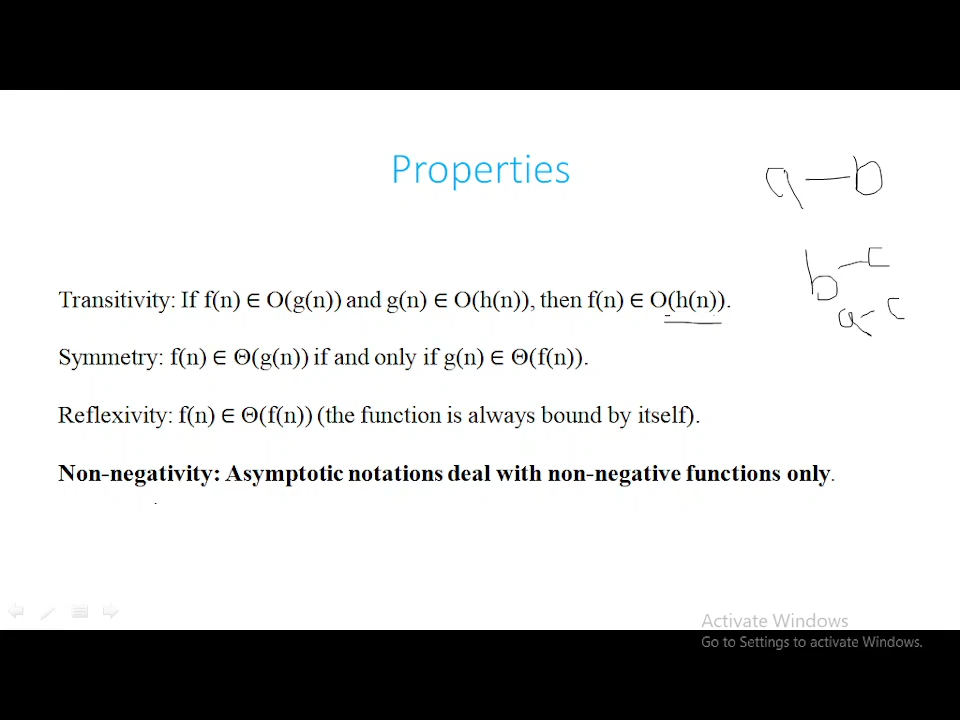 Properties
a — b
b — c
a - c
Transitivity: If f(n) ∈ O(g(n)) and g(n) ∈ O(h(n)), then f(n) ∈ O(h(n)).
Symmetry: f(n) ∈ Θ(g(n)) if and only if g(n) ∈ Θ(f(n)).
Reflexivity: f(n) ∈ Θ(f(n)) (the function is always bound by itself).
Non-negativity: Asymptotic notations deal with non-negative functions only.
Activate Windows
Go to Settings to activate Windows.